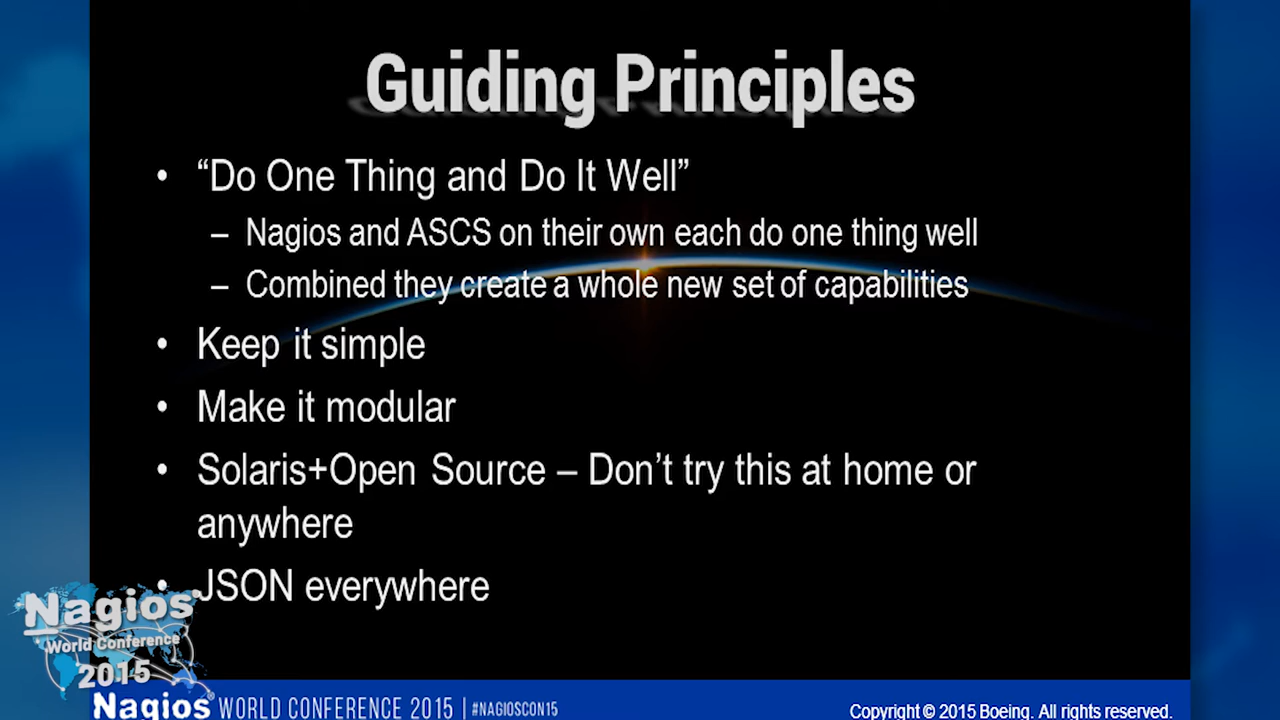 Guiding Principles
• “Do One Thing and Do It Well”
– Nagios and ASCS on their own each do one thing well
– Combined they create a whole new set of capabilities
• Keep it simple
• Make it modular
• Solaris+Open Source – Don’t try this at home or
anywhere
• JSON everywhere
Nagios
World Conference
2015
Nagios® WORLD CONFERENCE 2015 | #NAGIOSCON15
Copyright © 2015 Boeing. All rights reserved.